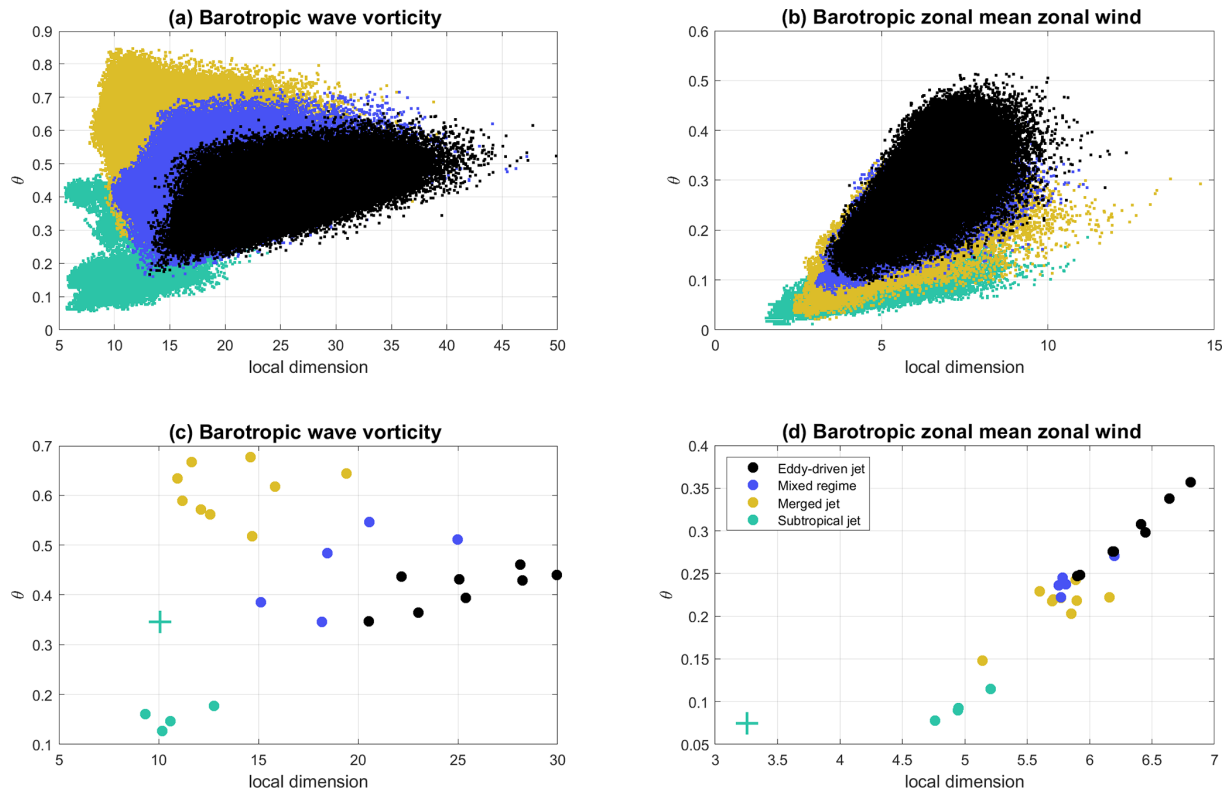 (a) Barotropic wave vorticity
0.9
0.8
0.7
0.6
0.5
0.4
0.3
0.2
0.1
0
θ
5 10 15 20 25 30 35 40 45 50
local dimension
(b) Barotropic zonal mean zonal wind
0.6
0.5
0.4
0.3
0.2
0.1
0
θ
0 5 10 15
local dimension
(c) Barotropic wave vorticity
0.7
0.6
0.5
0.4
0.3
0.2
0.1
θ
5 10 15 20 25 30
local dimension
(d) Barotropic zonal mean zonal wind
0.4
0.35
0.3
0.25
0.2
0.15
0.1
0.05
θ
Eddy-driven jet
Mixed regime
Merged jet
Subtropical jet
3 3.5 4 4.5 5 5.5 6 6.5 7
local dimension